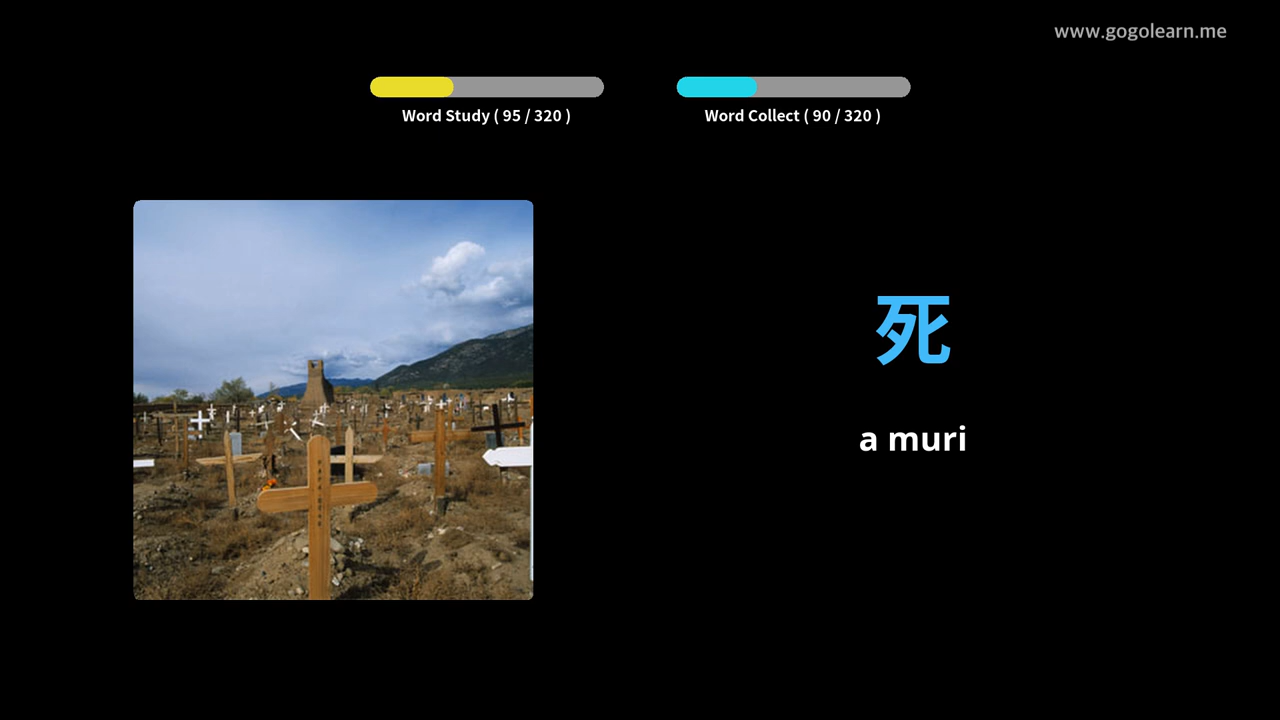 www.gogolearn.me
Word Study ( 95 / 320 )
Word Collect ( 90 / 320 )
死
a muri